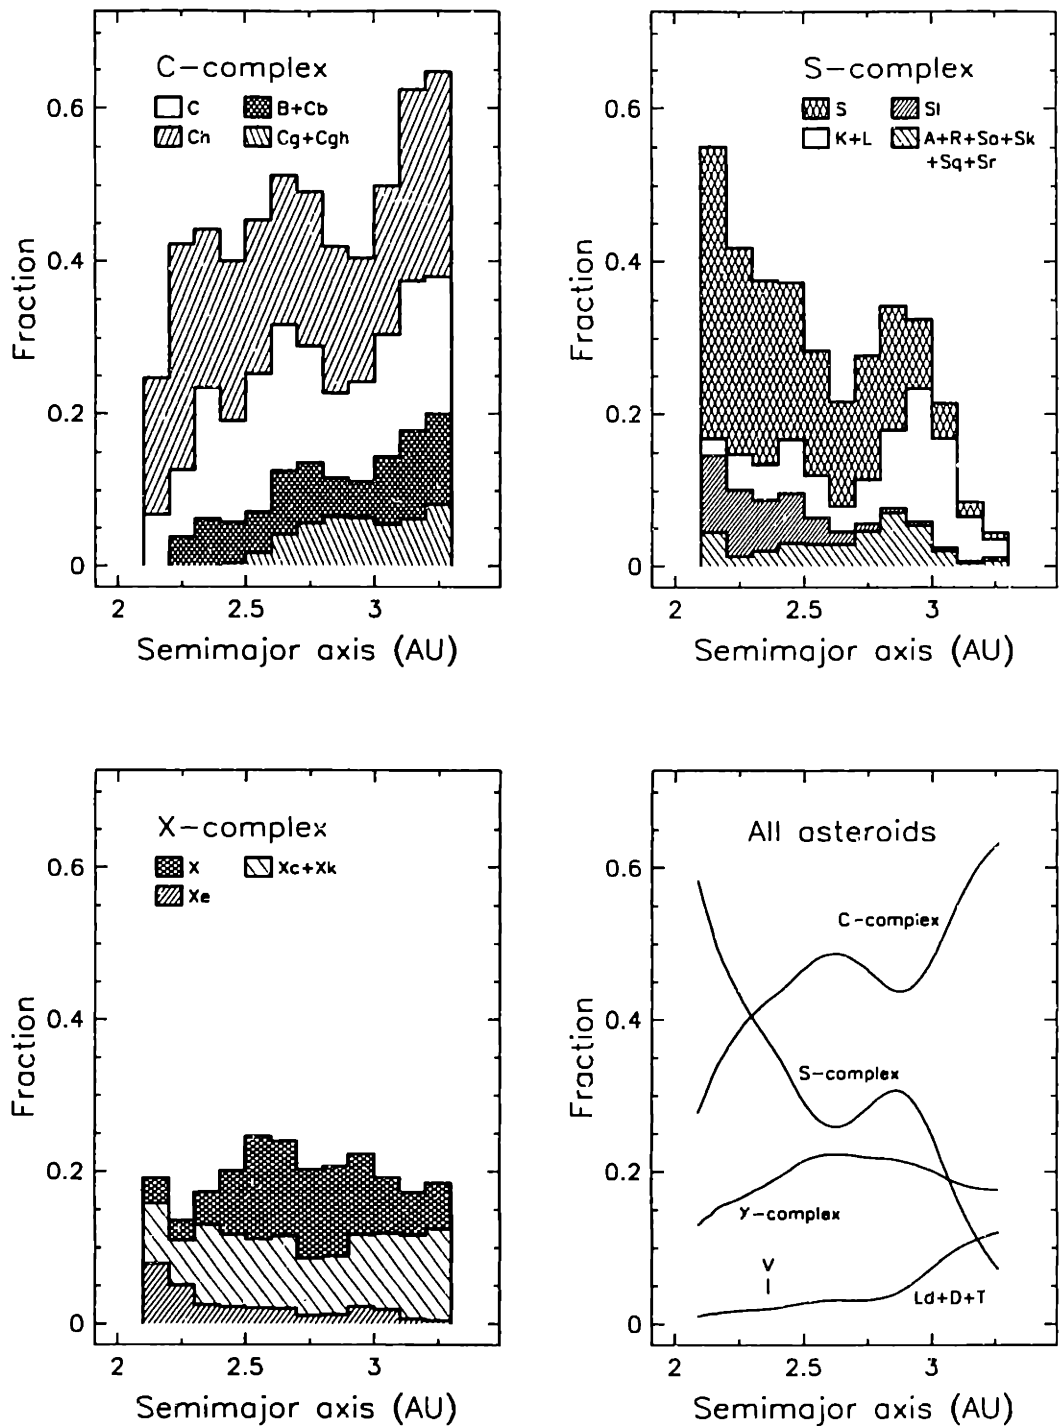 C-complex
C B+Cb
Ch Cg+Cgh
0.6
0.4
0.2
0
Fraction
2 2.5 3
Semimajor axis (AU)
S-complex
S Sl
K+L A+R+Sa+Sk
+Sq+Sr
0.6
0.4
0.2
0
Fraction
2 2.5 3
Semimajor axis (AU)
X-complex
X Xc+Xk
Xe
0.6
0.4
0.2
0
Fraction
2 2.5 3
Semimajor axis (AU)
All asteroids
C-complex
S-complex
X-complex
V
Ld+D+T
0.6
0.4
0.2
0
Fraction
2 2.5 3
Semimajor axis (AU)